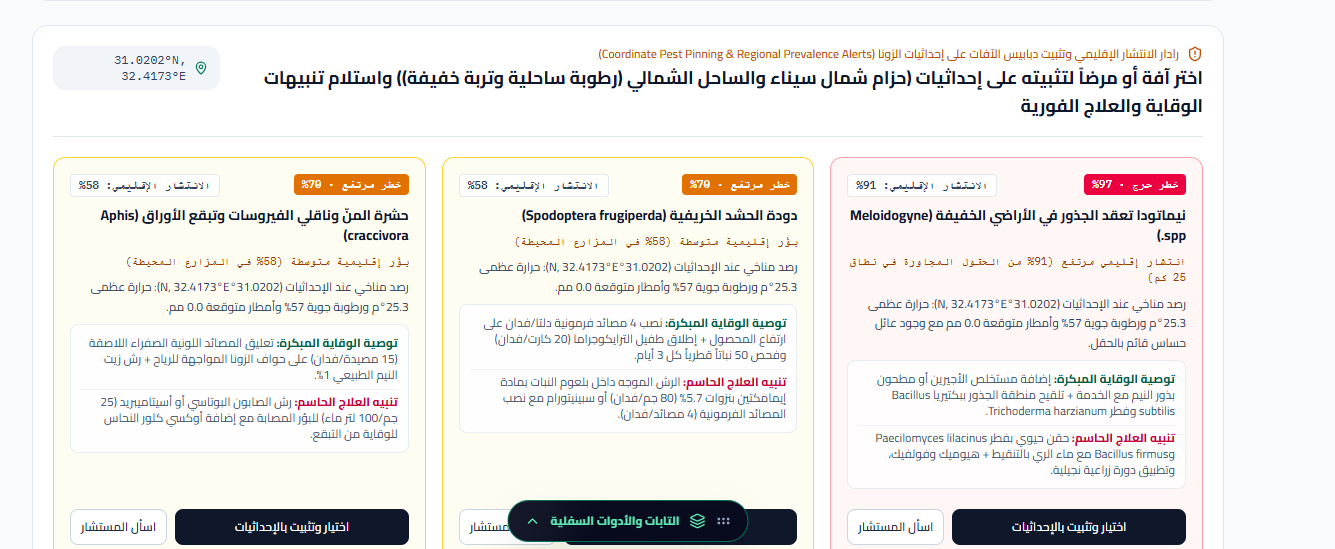 رادار الانتشار الإقليمي وتثبيت دبابيس الآفات على إحداثيات الزونا (Coordinate Pest Pinning & Regional Prevalence Alerts)
اختر آفة أو مرضاً لتثبيته على إحداثيات (حزام شمال سيناء والساحل الشمالي (رطوبة ساحلية وتربة خفيفة)) واستلام تنبيهات
الوقاية والعلاج الفورية
31.0202°N,
32.4173°E
خطر حرج · 97%
الانتشار الإقليمي: 91%
نيماتودا تعقد الجذور في الأراضي الخفيفة (Meloidogyne
spp.)
انتشار إقليمي مرتفع (91% من الحقول المجاورة في نطاق
25 كم)
رصد مناخي عند الإحداثيات (31.0202°N, 32.4173°E): حرارة عظمى
25.3°م ورطوبة جوية 57% وأمطار متوقعة 0.0 مم مع وجود عائل
حساس قائم بالحقل.
توصية الوقاية المبكرة: إضافة مستخلص الأجيرين أو مطحون
بذور النيم مع الخدمة + تلقيح منطقة الجذور ببكتيريا Bacillus
subtilis وفطر Trichoderma harzianum.
تنبيه العلاج الحاسم: حقن حيوي بفطر Paecilomyces lilacinus
وBacillus firmus مع ماء الري بالتنقيط + هيوميك وفولفيك،
وتطبيق دورة زراعية نجيلية.
اختيار وتثبيت بالإحداثيات
اسأل المستشار
خطر مرتفع · 70%
الانتشار الإقليمي: 58%
دودة الحشد الخريفية (Spodoptera frugiperda)
بؤر إقليمية متوسطة (58% في المزارع المحيطة)
رصد مناخي عند الإحداثيات (31.0202°N, 32.4173°E): حرارة عظمى
25.3°م ورطوبة جوية 57% وأمطار متوقعة 0.0 مم.
توصية الوقاية المبكرة: نصب 4 مصائد فرمونية دلتا/فدان على
ارتفاع المحصول + إطلاق طفيل الترايكوجراما (20 كارت/فدان)
وفحص 50 نباتاً قطرياً كل 3 أيام.
تنبيه العلاج الحاسم: الرش الموجه داخل بلعوم النبات بمادة
إيمامكتين بنزوات 5.7% (80 جم/فدان) أو سبينيتورام مع نصب
المصائد الفرمونية (4 مصائد/فدان).
خطر مرتفع · 70%
الانتشار الإقليمي: 58%
حشرة المنّ وناقلي الفيروسات وتبقع الأوراق (Aphis
craccivora)
بؤر إقليمية متوسطة (58% في المزارع المحيطة)
رصد مناخي عند الإحداثيات (31.0202°N, 32.4173°E): حرارة عظمى
25.3°م ورطوبة جوية 57% وأمطار متوقعة 0.0 مم.
توصية الوقاية المبكرة: تعليق المصائد اللونية الصفراء اللاصقة
(15 مصيدة/فدان) على حواف الزونا المواجهة للرياح + رش زيت
النيم الطبيعي 1%.
تنبيه العلاج الحاسم: رش الصابون البوتاسي أو أسيتاميبريد (25
جم/100 لتر ماء) للبؤر المصابة مع إضافة أوكسي كلور النحاس
للوقاية من التبقع.
اختيار وتثبيت بالإحداثيات
اسأل المستشار
التابات والأدوات السفلية